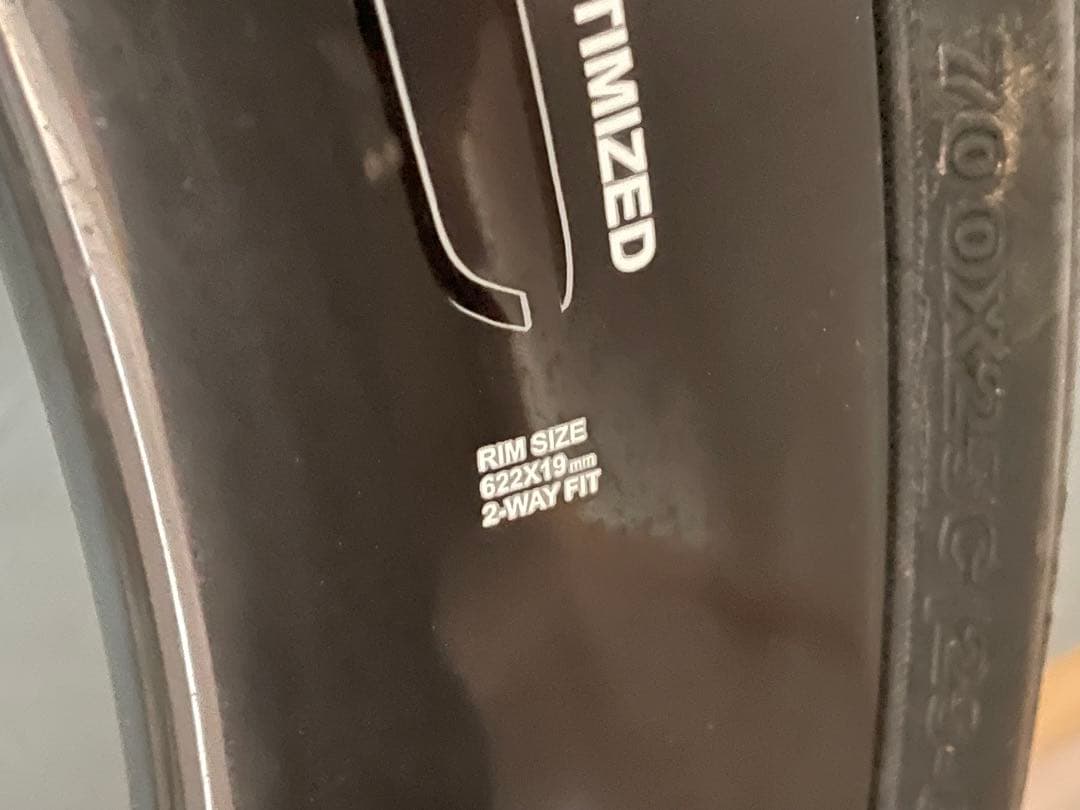 TIMIZED
RIM SIZE
622X19mm
2-WAY FIT
700X25C